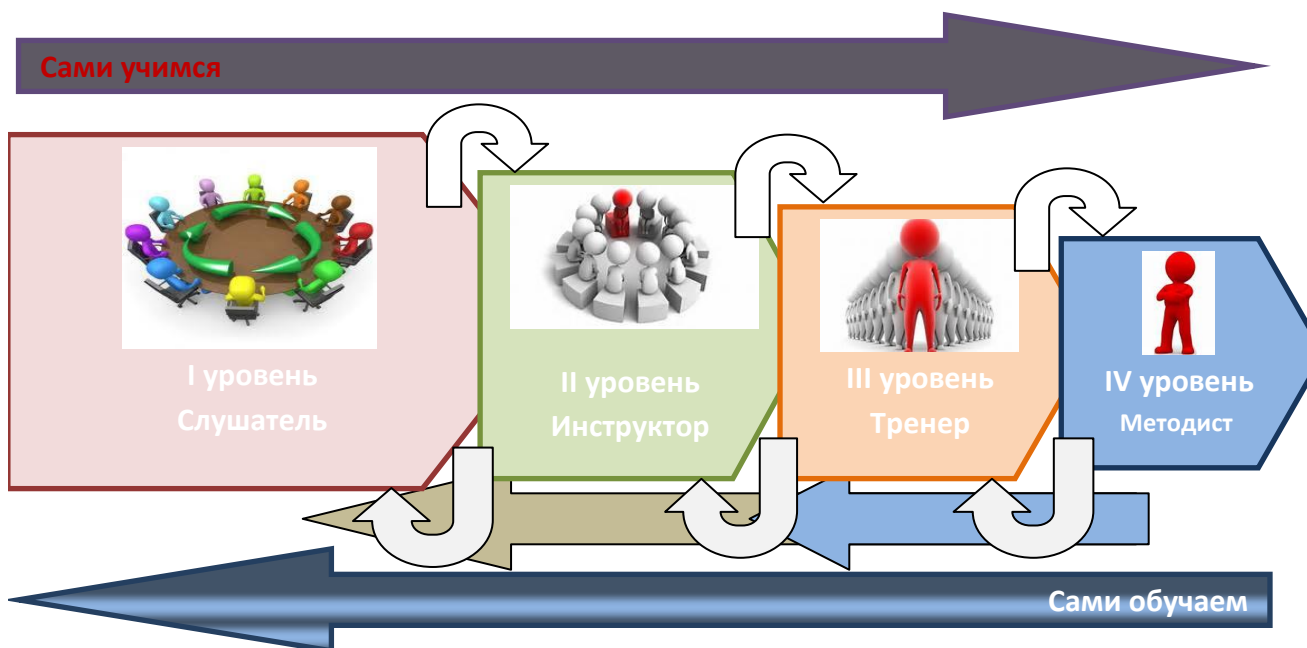 Сами учимся
I уровень
Слушатель
II уровень
Инструктор
III уровень
Тренер
IV уровень
Методист
Сами обучаем